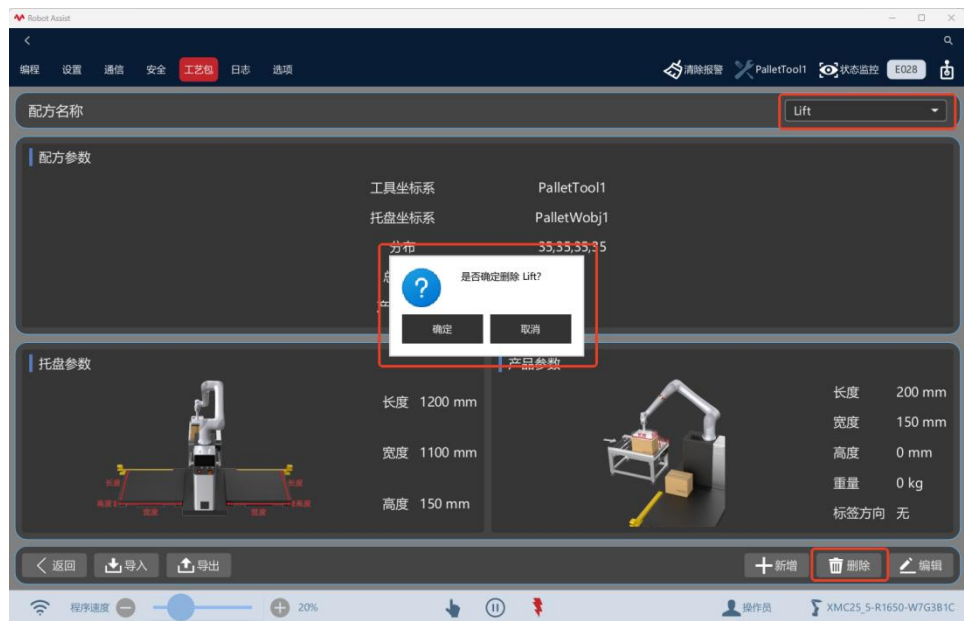 Robot Assist
编程 设置 通信 安全 工艺包 日志 选项 清除报警 PalletTool1 状态监控 E028
配方名称 Lift
配方参数
工具坐标系 PalletTool1
托盘坐标系 PalletWobj1
分布 35,35,35,35
是否确定删除 Lift?
确定 取消
托盘参数
长度 1200 mm
宽度 1100 mm
高度 150 mm
产品参数
长度 200 mm
宽度 150 mm
高度 0 mm
重量 0 kg
标签方向 无
返回 导入 导出 新增 删除 编辑
程序速度 20% 操作员 XMC25_5-R1650-W7G3B1C